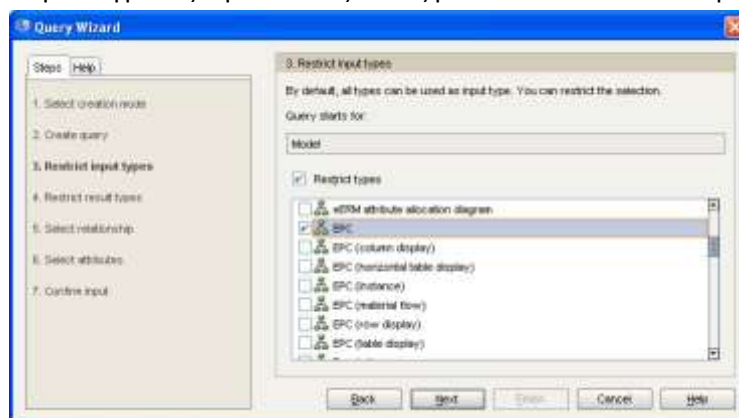 Query Wizard
Steps Help
1. Select creation mode
2. Create query
3. Restrict input types
4. Restrict result types
5. Select relationship
6. Select attributes
7. Confirm input
3. Restrict input types
By default, all types can be used as input type. You can restrict the selection.
Query starts for:
Model
Restrict types
eERM attribute allocation diagram
EPC
EPC (column display)
EPC (horizontal table display)
EPC (instance)
EPC (material flow)
EPC (row display)
EPC (table display)
Back Next Finish Cancel Help